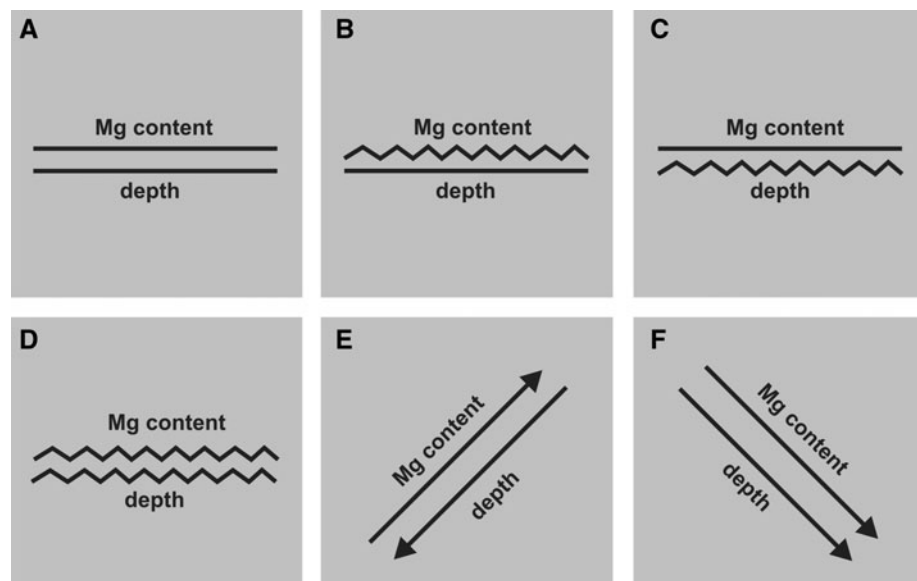 A
Mg content
depth
B
Mg content
depth
C
Mg content
depth
D
Mg content
depth
E
Mg content
depth
F
Mg content
depth